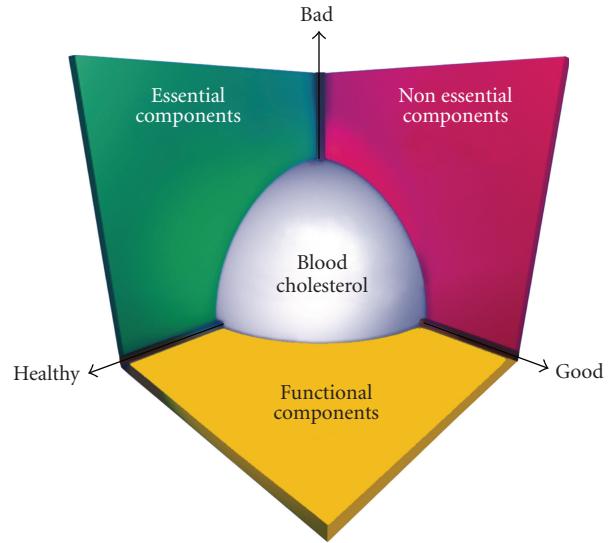 Bad
Essential
components
Non essential
components
Blood
cholesterol
Healthy
Good
Functional
components